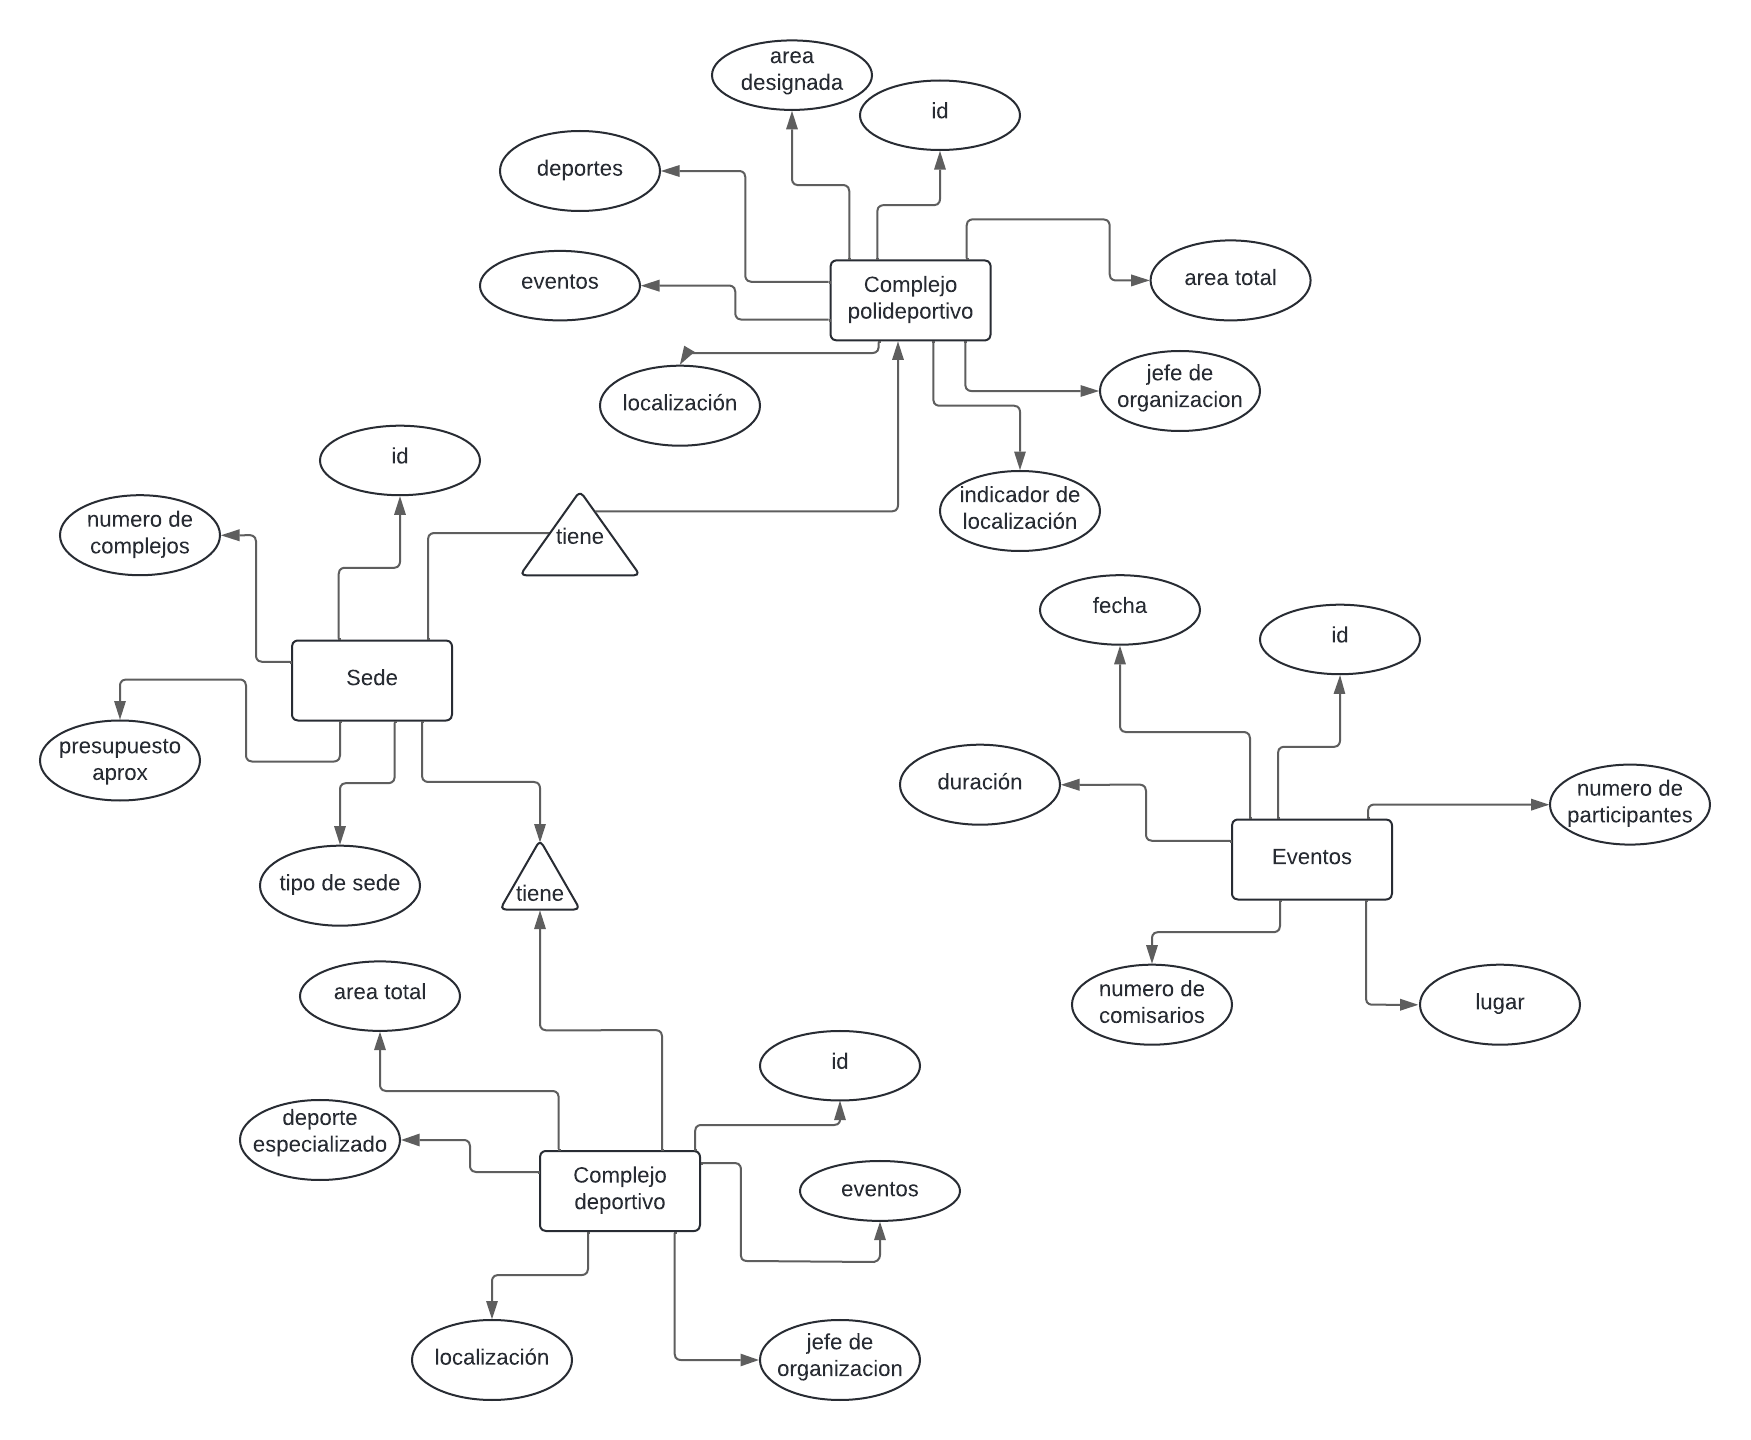 area
designada
id
deportes
eventos
Complejo
polideportivo
area total
localización
jefe de
organizacion
indicador de
localización
id
numero de
complejos
tiene
Sede
presupuesto
aprox
tipo de sede
tiene
fecha
id
duración
numero de
participantes
Eventos
numero de
comisarios
lugar
area total
id
deporte
especializado
Complejo
deportivo
eventos
localización
jefe de
organizacion